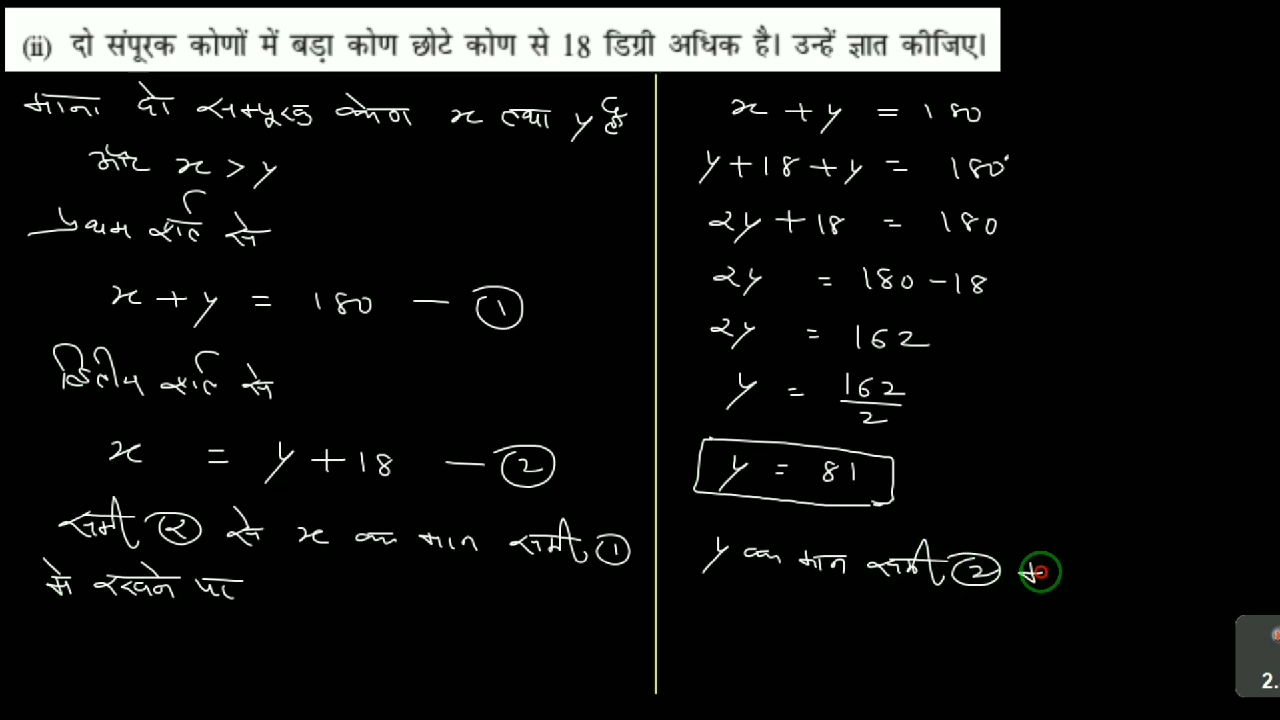 (ii) दो संपूरक कोणों में बड़ा कोण छोटे कोण से 18 डिग्री अधिक है। उन्हें ज्ञात कीजिए।
माना दो सम्पूरक कोण x तथा y है
और x > y
प्रथम शर्त से
x + y = 180 — ①
द्वितीय शर्त से
x = y + 18 — ②
समी ② से x का मान समी ①
मे रखने पर
x + y = 180
y + 18 + y = 180
2y + 18 = 180
2y = 180 - 18
2y = 162
y = 162/2
y = 81
y का मान समी ②
2.